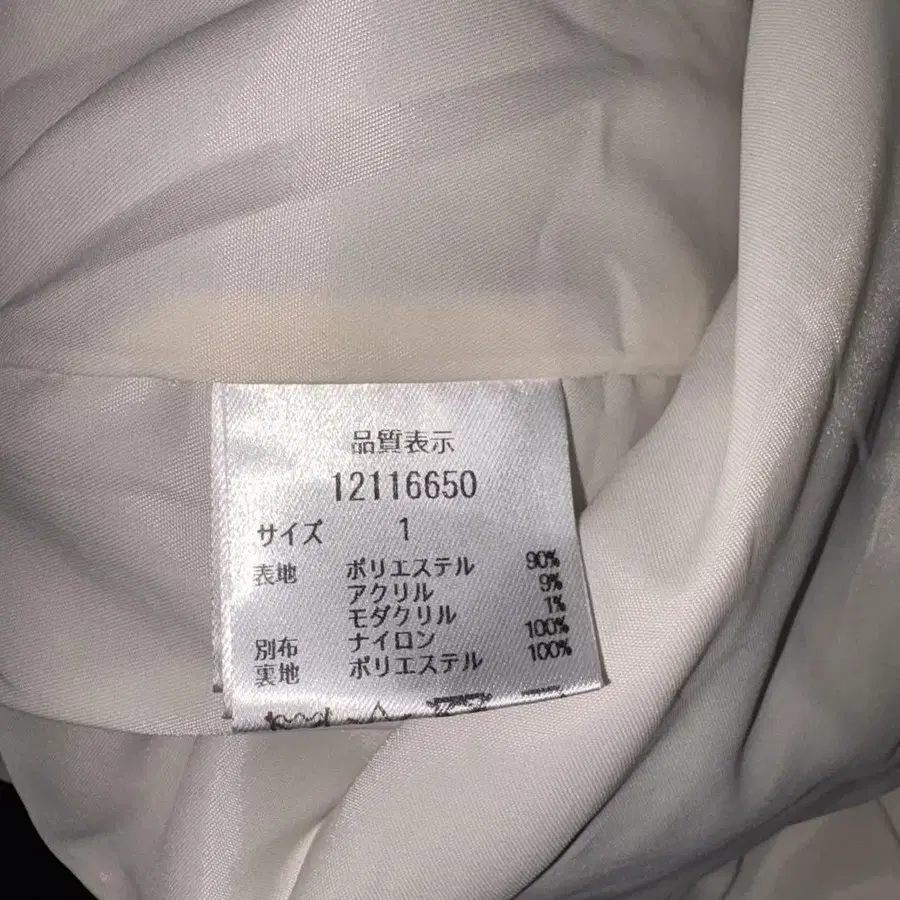 品質表示
12116650
サイズ 1
表地 ポリエステル 90%
アクリル 9%
モダクリル 1%
別布 ナイロン 100%
裏地 ポリエステル 100%